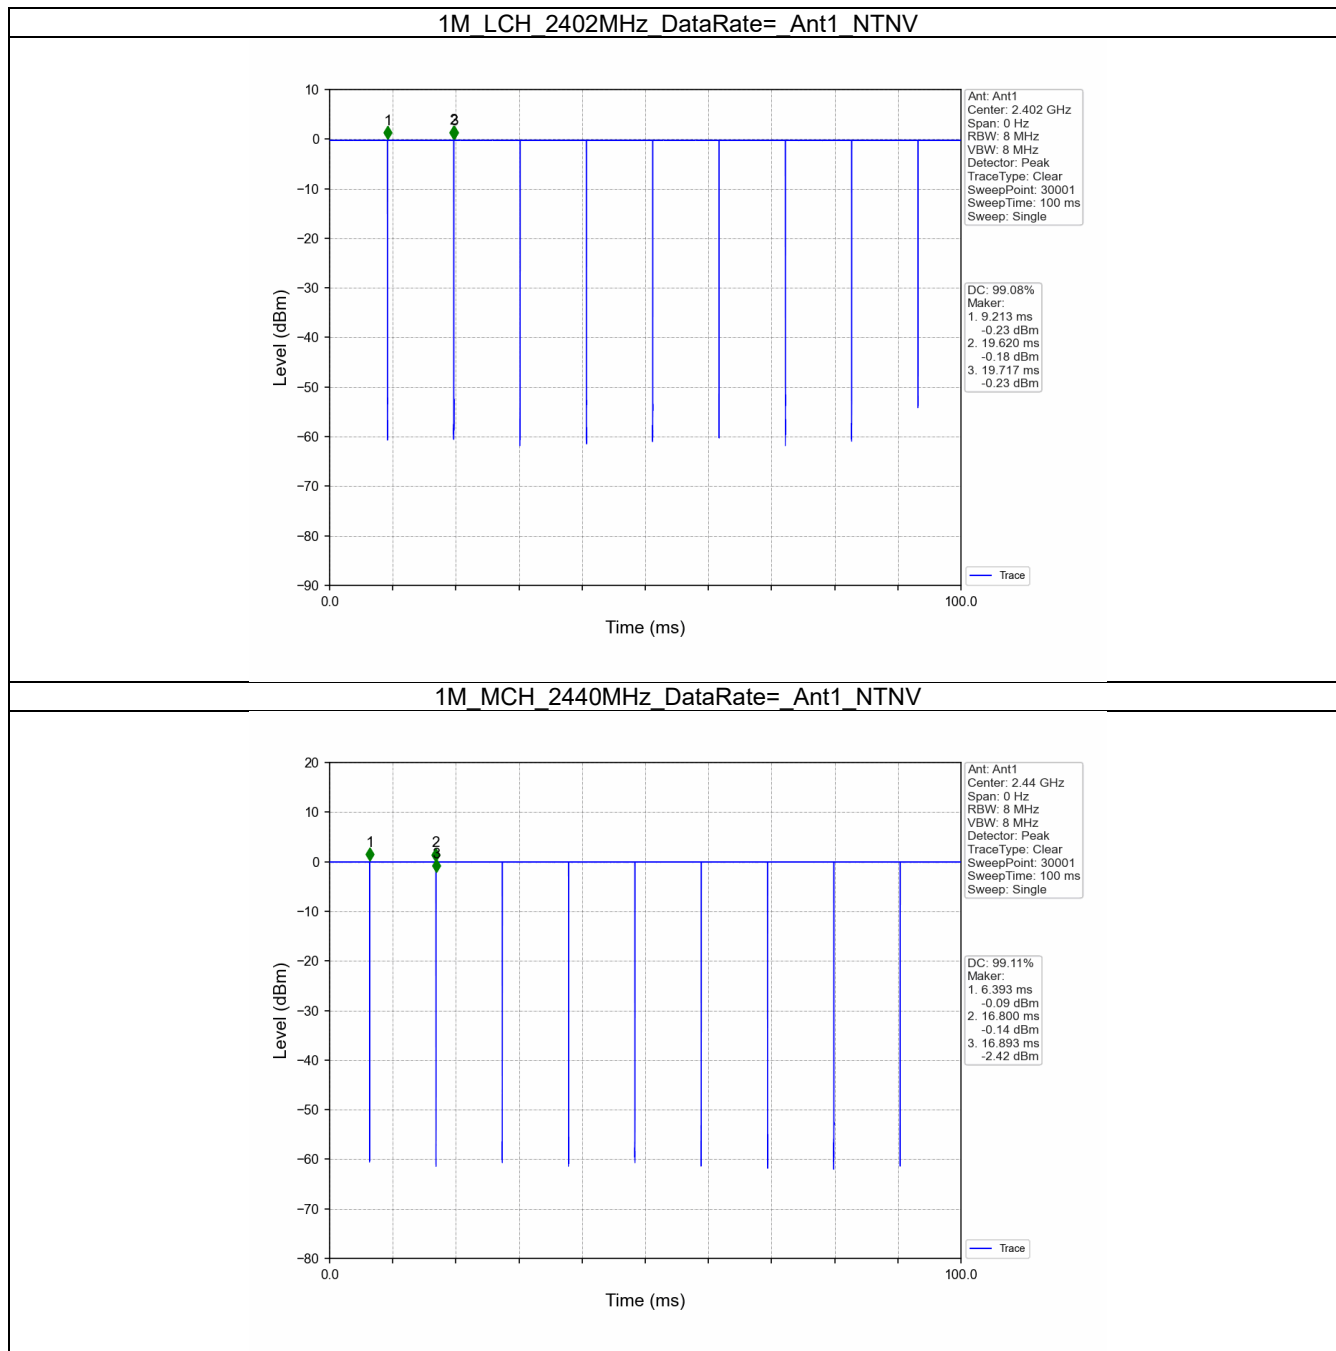 1M_LCH_2402MHz_DataRate=_Ant1_NTNV
10
0
−10
−20
−30
−40
−50
−60
−70
−80
−90
Level (dBm)
1
2
3
0.0
100.0
Time (ms)
Ant: Ant1
Center: 2.402 GHz
Span: 0 Hz
RBW: 8 MHz
VBW: 8 MHz
Detector: Peak
TraceType: Clear
SweepPoint: 30001
SweepTime: 100 ms
Sweep: Single
DC: 99.08%
Maker:
1. 9.213 ms
-0.23 dBm
2. 19.620 ms
-0.18 dBm
3. 19.717 ms
-0.23 dBm
Trace
1M_MCH_2440MHz_DataRate=_Ant1_NTNV
20
10
0
−10
−20
−30
−40
−50
−60
−70
−80
Level (dBm)
1
2
3
0.0
100.0
Time (ms)
Ant: Ant1
Center: 2.44 GHz
Span: 0 Hz
RBW: 8 MHz
VBW: 8 MHz
Detector: Peak
TraceType: Clear
SweepPoint: 30001
SweepTime: 100 ms
Sweep: Single
DC: 99.11%
Maker:
1. 6.393 ms
-0.09 dBm
2. 16.800 ms
-0.14 dBm
3. 16.893 ms
-2.42 dBm
Trace